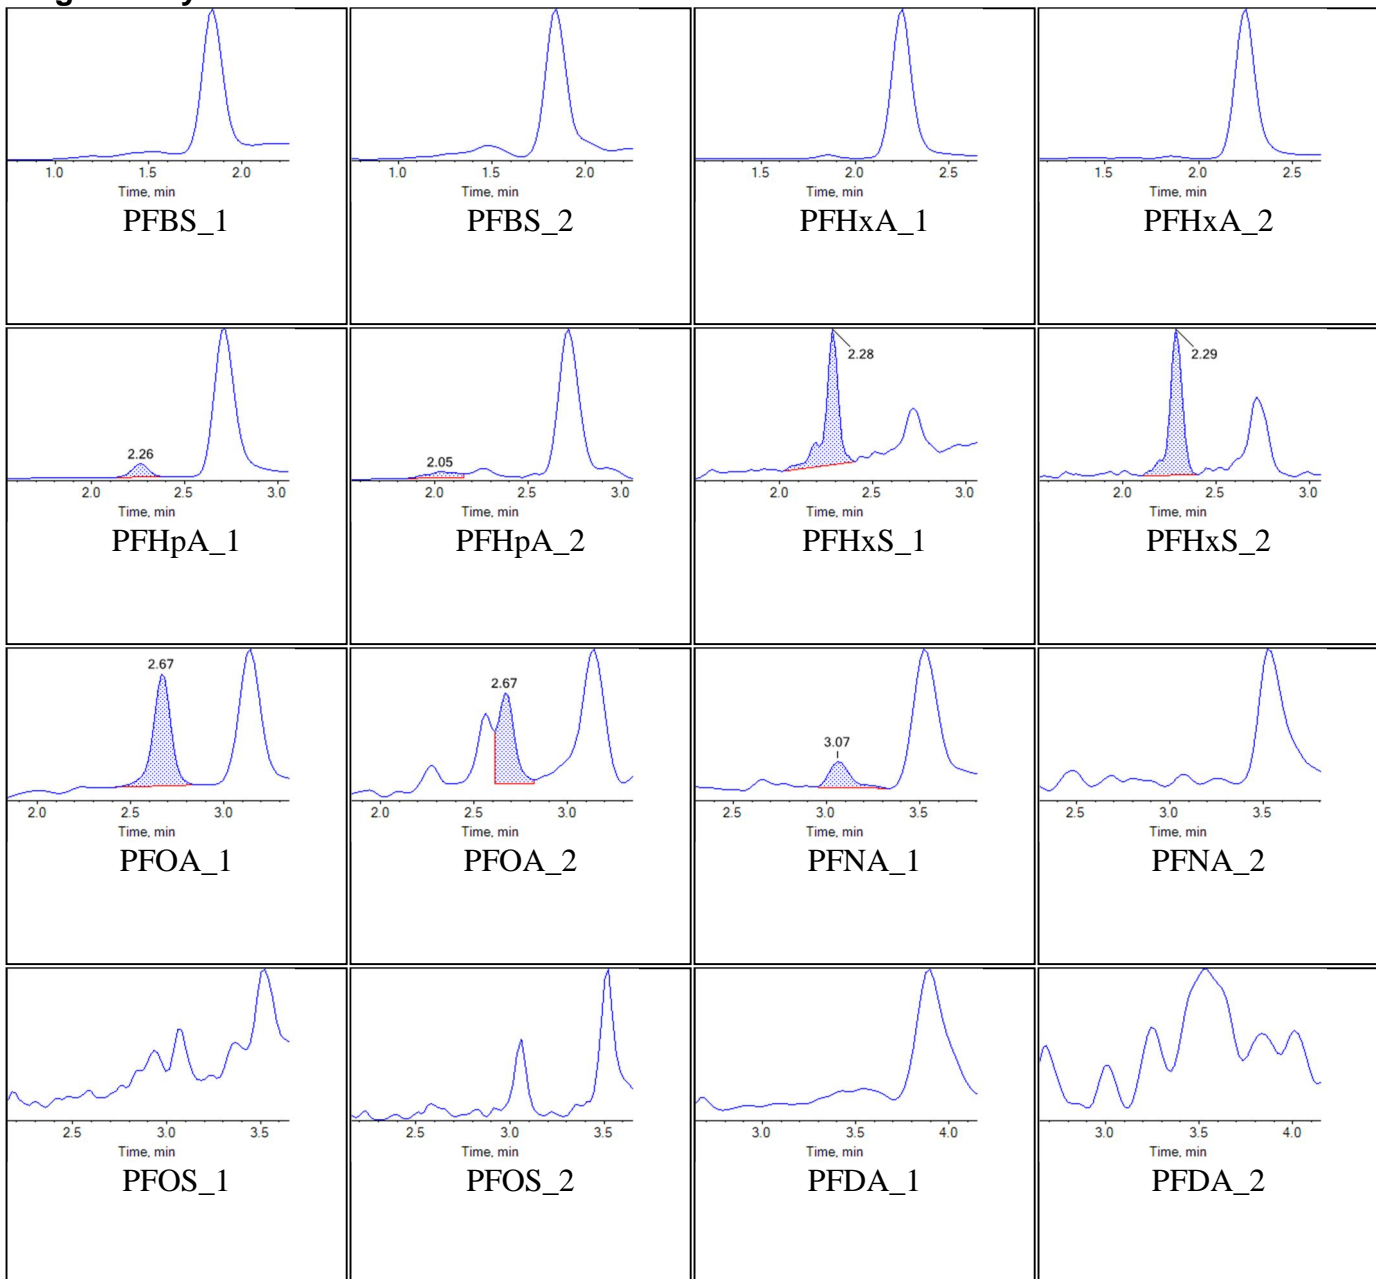 1.0 1.5 2.0
Time, min
PFBS_1
1.0 1.5 2.0
Time, min
PFBS_2
1.5 2.0 2.5
Time, min
PFHxA_1
1.5 2.0 2.5
Time, min
PFHxA_2
2.26
2.0 2.5 3.0
Time, min
PFHpA_1
2.05
2.0 2.5 3.0
Time, min
PFHpA_2
2.28
2.0 2.5 3.0
Time, min
PFHxS_1
2.29
2.0 2.5 3.0
Time, min
PFHxS_2
2.67
2.0 2.5 3.0
Time, min
PFOA_1
2.67
2.0 2.5 3.0
Time, min
PFOA_2
3.07
2.5 3.0 3.5
Time, min
PFNA_1
2.5 3.0 3.5
Time, min
PFNA_2
2.5 3.0 3.5
Time, min
PFOS_1
2.5 3.0 3.5
Time, min
PFOS_2
3.0 3.5 4.0
Time, min
PFDA_1
3.0 3.5 4.0
Time, min
PFDA_2